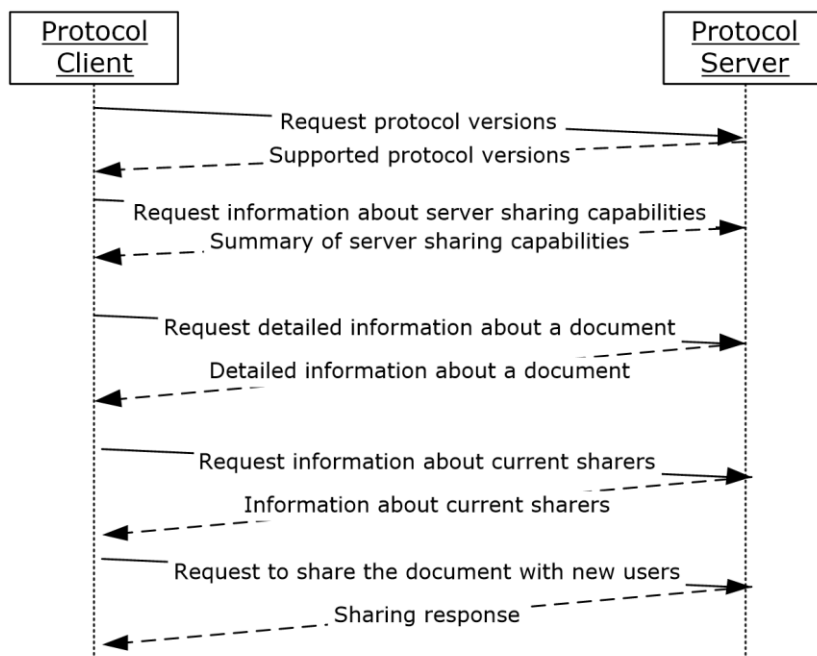 Protocol
Client
Protocol
Server
Request protocol versions
Supported protocol versions
Request information about server sharing capabilities
Summary of server sharing capabilities
Request detailed information about a document
Detailed information about a document
Request information about current sharers
Information about current sharers
Request to share the document with new users
Sharing response